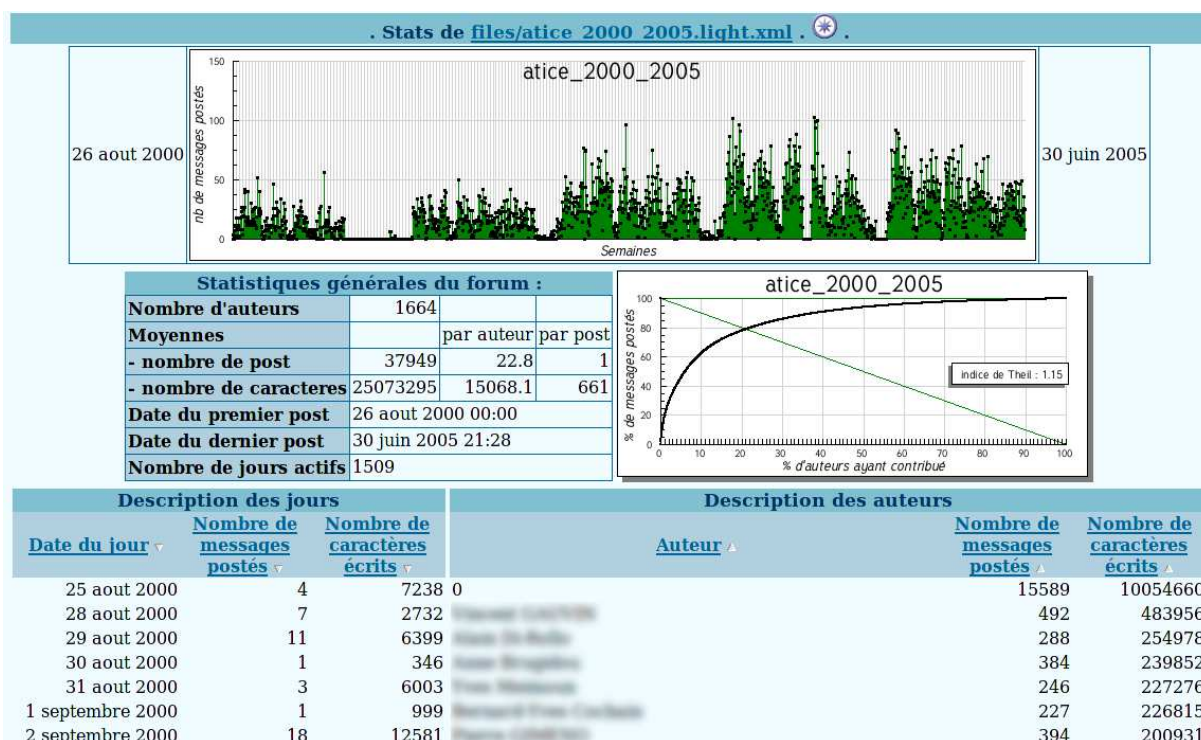 . Stats de files/atice_2000_2005.light.xml . .
26 aout 2000
atice_2000_2005
nb de messages postés
150
100
50
0
Semaines
30 juin 2005
Statistiques générales du forum :
Nombre d'auteurs 1664
Moyennes par auteur par post
- nombre de post 37949 22.8 1
- nombre de caracteres 25073295 15068.1 661
Date du premier post 26 aout 2000 00:00
Date du dernier post 30 juin 2005 21:28
Nombre de jours actifs 1509
atice_2000_2005
% de messages postés
100
80
60
40
20
0
indice de Theil : 1.15
0 10 20 30 40 50 60 70 80 90 100
% d'auteurs ayant contribué
Description des jours
Date du jour Nombre de messages postés Nombre de caractères écrits
Description des auteurs
Auteur Nombre de messages postés Nombre de caractères écrits
25 aout 2000 4 7238 0 15589 10054660
28 aout 2000 7 2732 492 483956
29 aout 2000 11 6399 288 254978
30 aout 2000 1 346 384 239852
31 aout 2000 3 6003 246 227276
1 septembre 2000 1 999 227 226815
2 septembre 2000 18 12581 394 200931